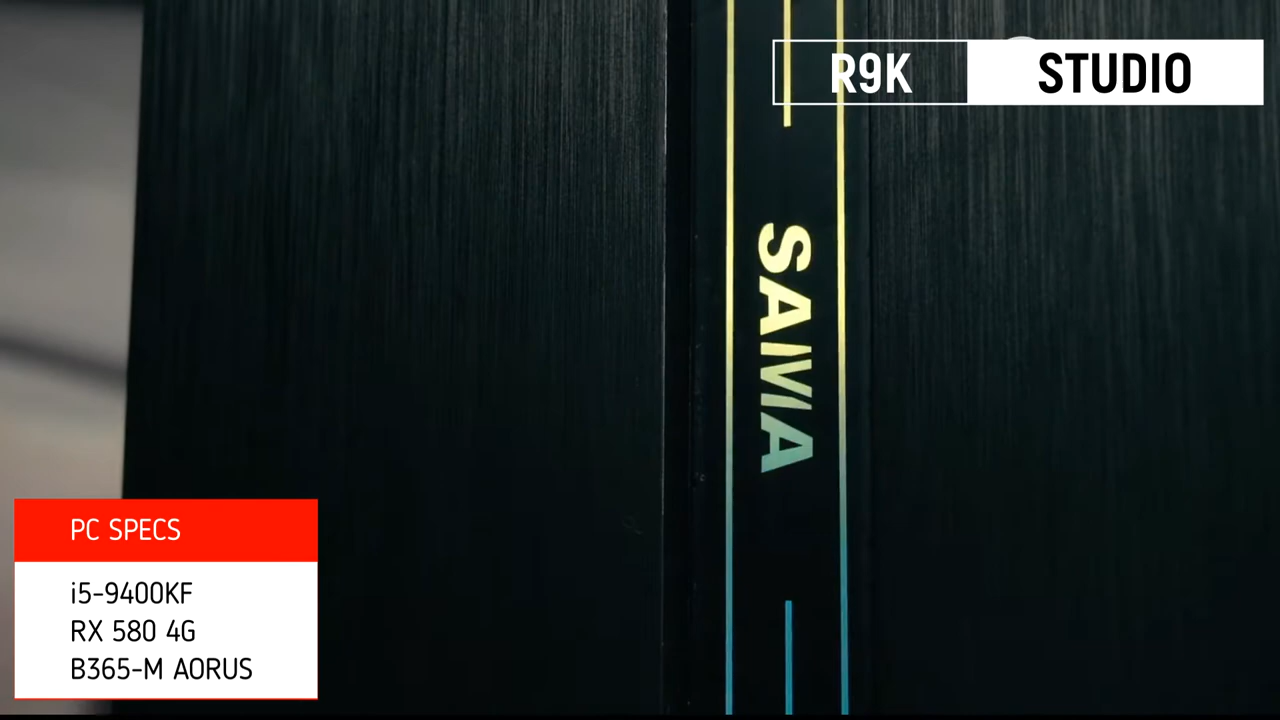 R9K STUDIO
SAMA
PC SPECS
i5-9400KF
RX 580 4G
B365-M AORUS